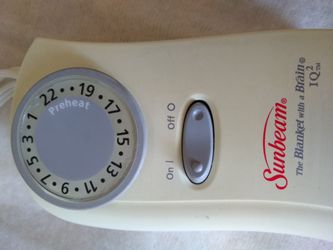 Preheat
1 • 3 • 5 • 7 • 9 • 11 • 13 • 15 • 17 • 19 • 22
Off O
On |
Sunbeam®
The Blanket with a Brain®
IQ²™